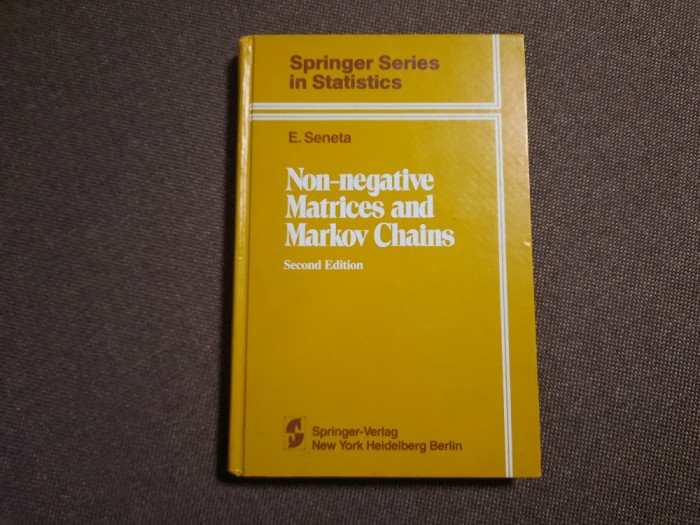 Springer Series
in Statistics
E. Seneta
Non-negative
Matrices and
Markov Chains
Second Edition
Springer-Verlag
New York Heidelberg Berlin